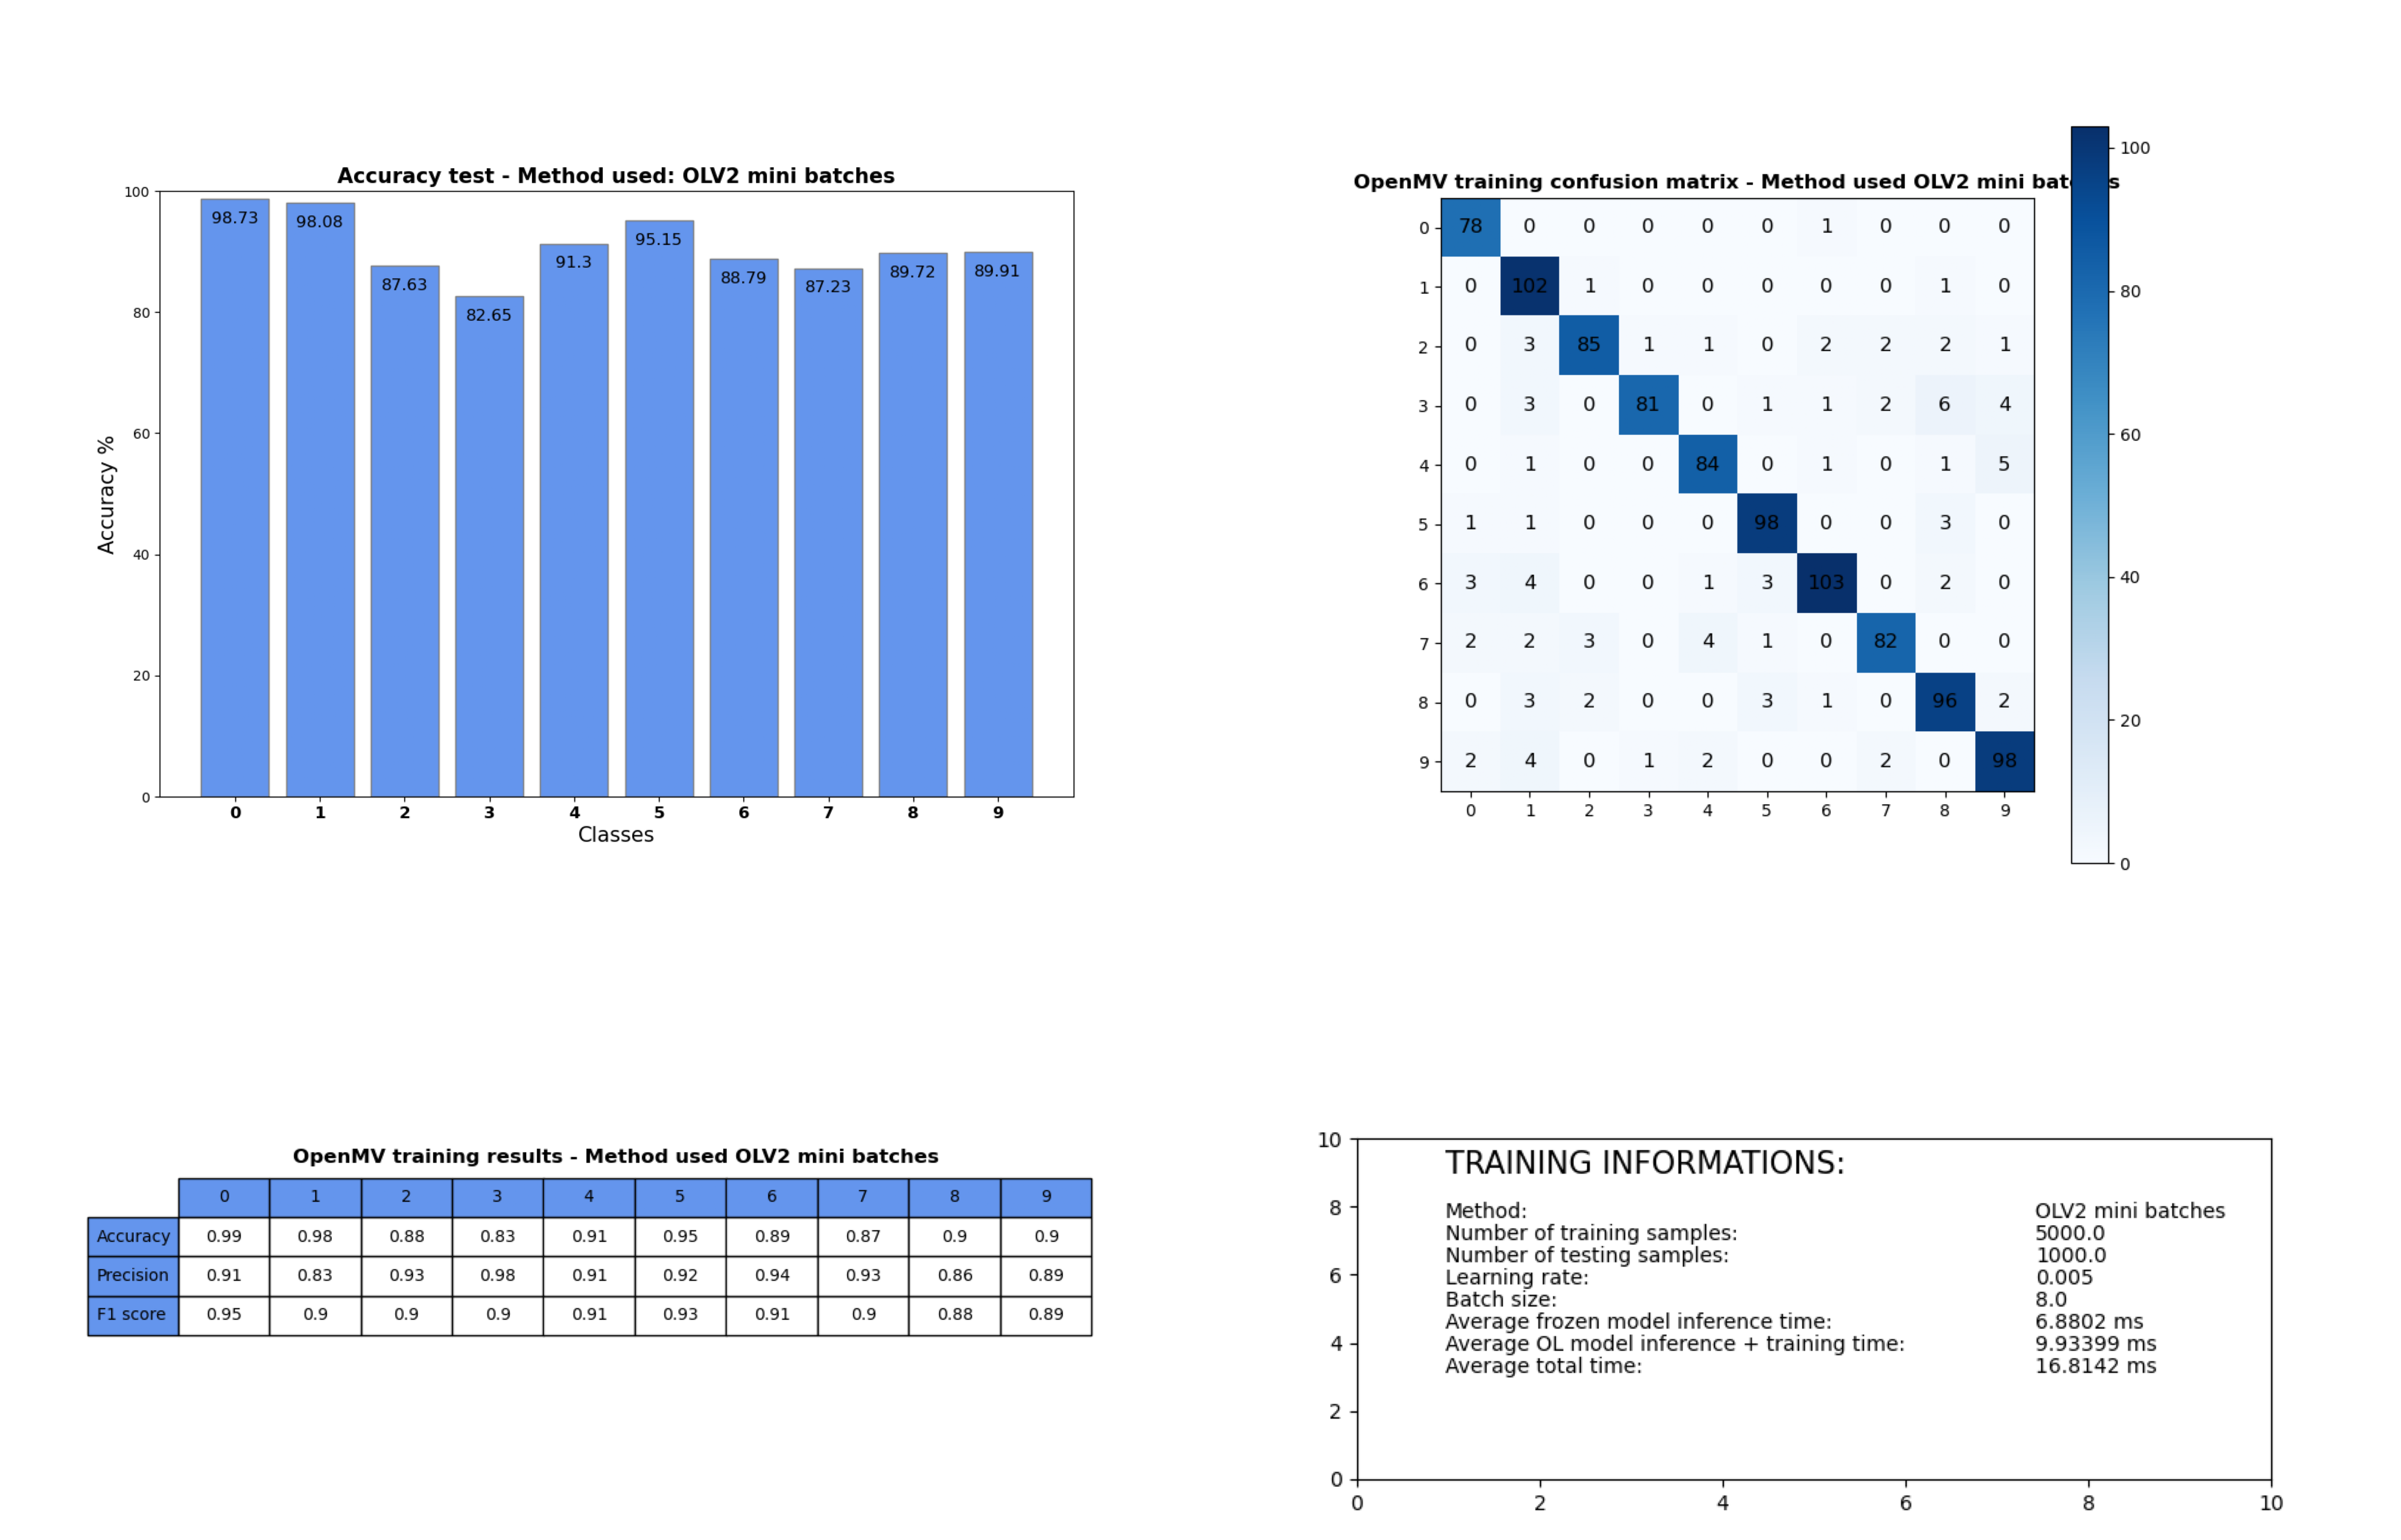 Accuracy test - Method used: OLV2 mini batches
100
80
60
40
20
0
Accuracy %
98.73 98.08 87.63 82.65 91.3 95.15 88.79 87.23 89.72 89.91
0 1 2 3 4 5 6 7 8 9
Classes
OpenMV training confusion matrix - Method used OLV2 mini bat s
0 78 0 0 0 0 0 1 0 0 0
1 0 102 1 0 0 0 0 0 1 0
2 0 3 85 1 1 0 2 2 2 1
3 0 3 0 81 0 1 1 2 6 4
4 0 1 0 0 84 0 1 0 1 5
5 1 1 0 0 0 98 0 0 3 0
6 3 4 0 0 1 3 103 0 2 0
7 2 2 3 0 4 1 0 82 0 0
8 0 3 2 0 0 3 1 0 96 2
9 2 4 0 1 2 0 0 2 0 98
0 1 2 3 4 5 6 7 8 9
100
80
60
40
20
0
OpenMV training results - Method used OLV2 mini batches
0 1 2 3 4 5 6 7 8 9
Accuracy 0.99 0.98 0.88 0.83 0.91 0.95 0.89 0.87 0.9 0.9
Precision 0.91 0.83 0.93 0.98 0.91 0.92 0.94 0.93 0.86 0.89
F1 score 0.95 0.9 0.9 0.9 0.91 0.93 0.91 0.9 0.88 0.89
10
8
6
4
2
0
TRAINING INFORMATIONS:
Method: OLV2 mini batches
Number of training samples: 5000.0
Number of testing samples: 1000.0
Learning rate: 0.005
Batch size: 8.0
Average frozen model inference time: 6.8802 ms
Average OL model inference + training time: 9.93399 ms
Average total time: 16.8142 ms
0 2 4 6 8 10